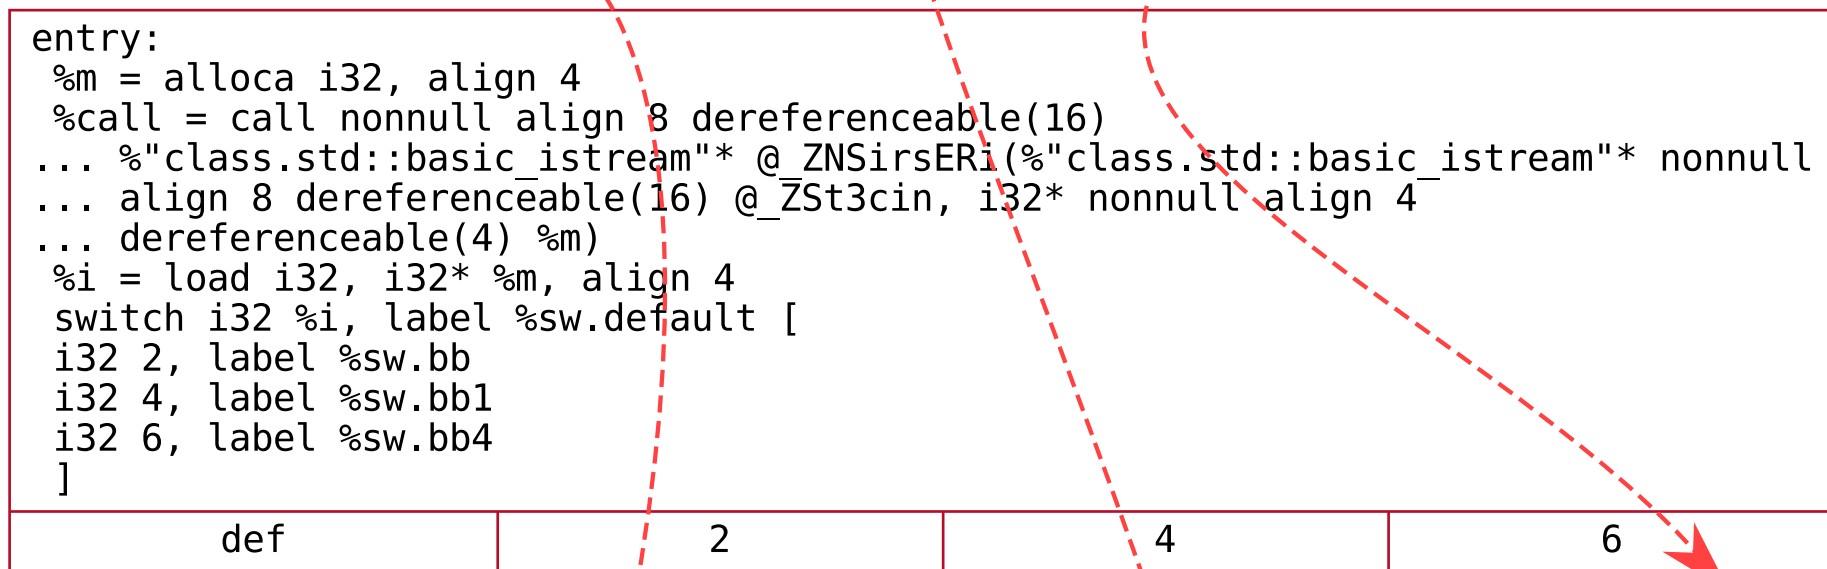 entry:
%m = alloca i32, align 4
%call = call nonnull align 8 dereferenceable(16)
... %"class.std::basic_istream"* @_ZNSirsERi(%"class.std::basic_istream"* nonnull
... align 8 dereferenceable(16) @_ZSt3cin, i32* nonnull align 4
... dereferenceable(4) %m)
%i = load i32, i32* %m, align 4
switch i32 %i, label %sw.default [
i32 2, label %sw.bb
i32 4, label %sw.bb1
i32 6, label %sw.bb4
]
def 2 4 6